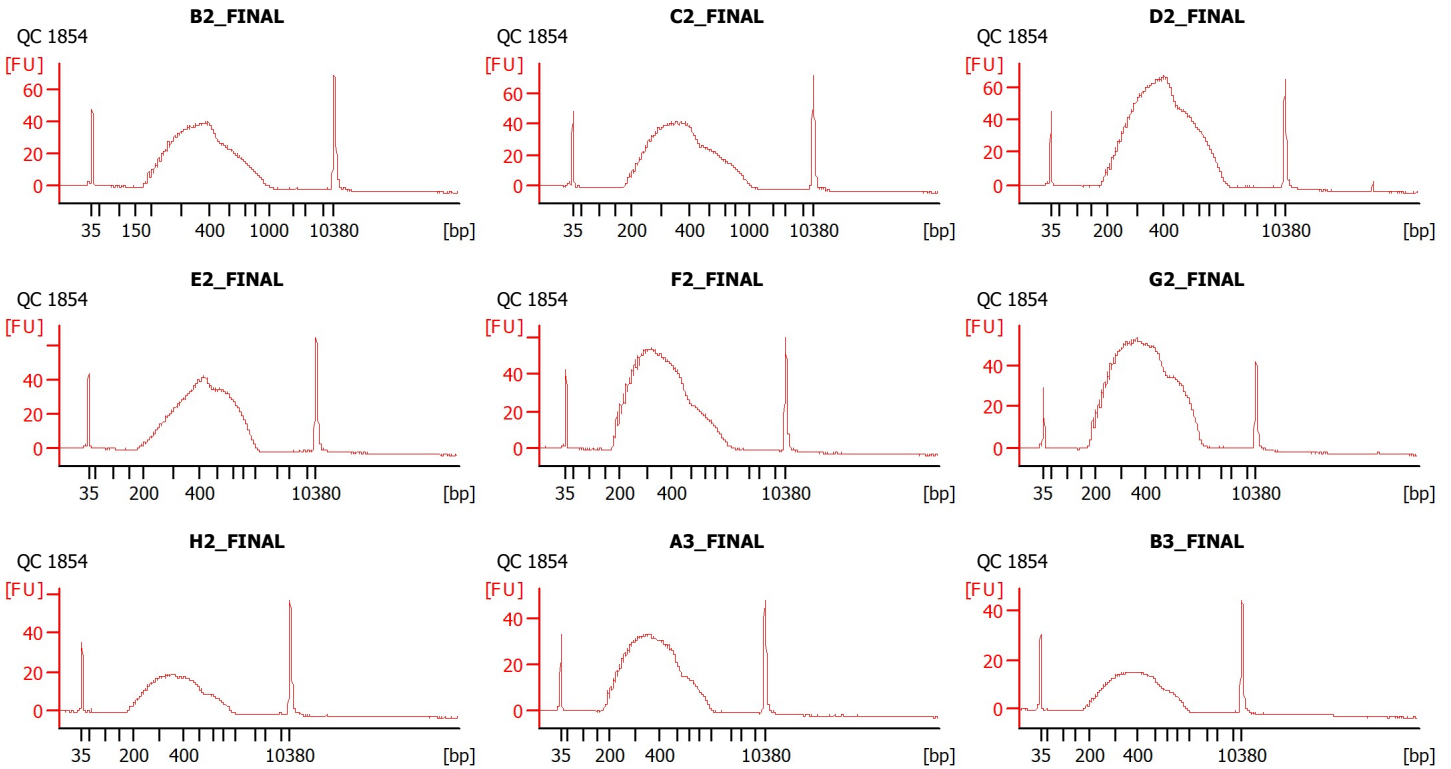 B2_FINAL
QC 1854
[FU]
60
40
20
0
35 150 400 1000 10380 [bp]
C2_FINAL
QC 1854
[FU]
60
40
20
0
35 200 400 1000 10380 [bp]
D2_FINAL
QC 1854
[FU]
60
40
20
0
35 200 400 10380 [bp]
E2_FINAL
QC 1854
[FU]
40
20
0
35 200 400 10380 [bp]
F2_FINAL
QC 1854
[FU]
40
20
0
35 200 400 10380 [bp]
G2_FINAL
QC 1854
[FU]
40
20
0
35 200 400 10380 [bp]
H2_FINAL
QC 1854
[FU]
40
20
0
35 200 400 10380 [bp]
A3_FINAL
QC 1854
[FU]
40
20
0
35 200 400 10380 [bp]
B3_FINAL
QC 1854
[FU]
40
20
0
35 200 400 10380 [bp]